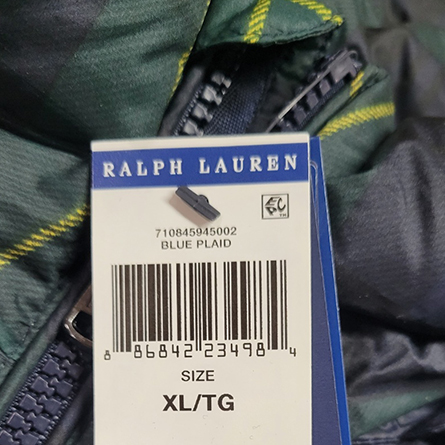 RALPH LAUREN
710845945002
BLUE PLAID
8 86842 23498 4
SIZE
XL/TG